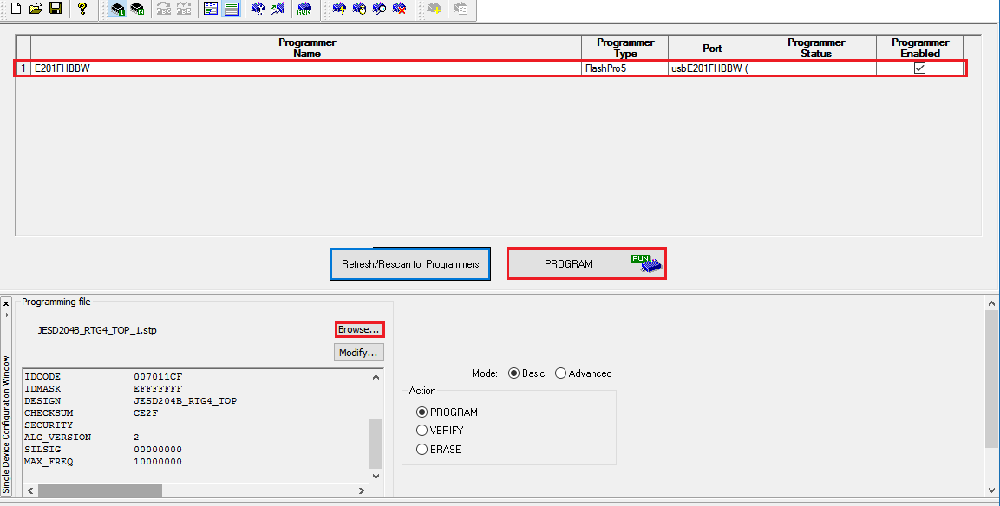 Programmer Name Programmer Type Port Programmer Status Programmer Enabled
1 E201FHBBW FlashPro5 usbE201FHBBW (
Refresh/Rescan for Programmers PROGRAM RUN
Programming file
JESD204B_RTG4_TOP_1.stp Browse...
Modify...
IDCODE 007011CF
IDMASK EFFFFFFF
DESIGN JESD204B_RTG4_TOP
CHECKSUM CE2F
SECURITY
ALG_VERSION 2
SILSIG 00000000
MAX_FREQ 10000000
Mode: Basic Advanced
Action
PROGRAM
VERIFY
ERASE
Single Device Configuration Window